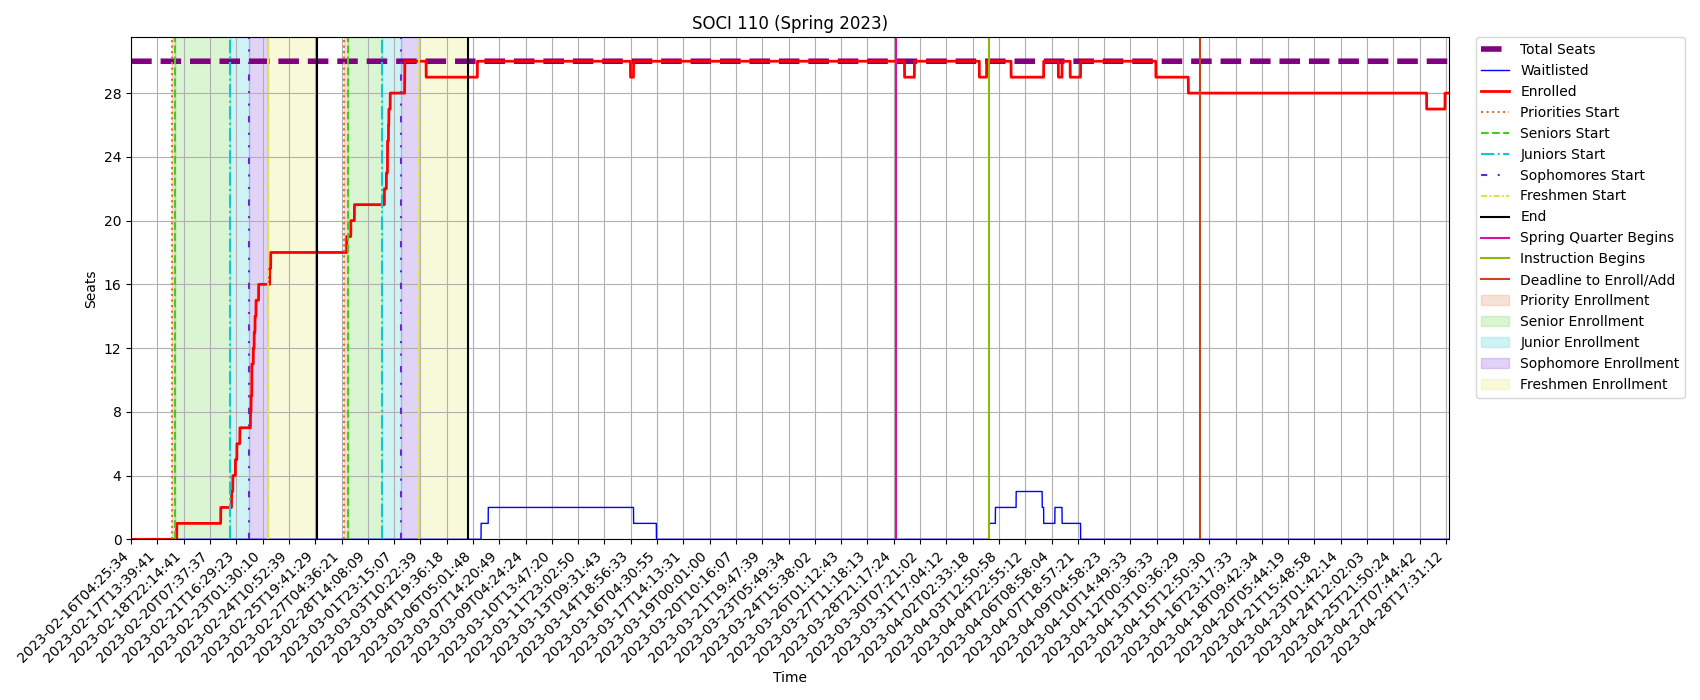 SOCI 110 (Spring 2023)
Seats
28
24
20
16
12
8
4
0
2023-02-16T04:25:34
2023-02-17T13:39:41
2023-02-18T22:14:41
2023-02-20T07:37:37
2023-02-21T16:29:23
2023-02-23T01:30:10
2023-02-24T10:52:39
2023-02-25T19:41:29
2023-02-27T04:36:21
2023-02-28T14:08:09
2023-03-01T23:15:07
2023-03-03T10:22:39
2023-03-04T19:36:18
2023-03-06T05:01:48
2023-03-07T14:20:49
2023-03-09T04:24:24
2023-03-10T13:47:20
2023-03-11T23:02:50
2023-03-13T09:31:43
2023-03-14T18:56:33
2023-03-16T04:30:55
2023-03-17T14:13:31
2023-03-19T00:01:00
2023-03-20T10:16:07
2023-03-21T19:47:39
2023-03-23T05:49:34
2023-03-24T15:38:02
2023-03-26T01:12:43
2023-03-27T11:18:13
2023-03-28T21:17:24
2023-03-30T07:21:02
2023-03-31T17:04:12
2023-04-02T02:33:18
2023-04-03T12:50:58
2023-04-04T22:55:12
2023-04-06T08:58:04
2023-04-07T18:57:21
2023-04-09T04:58:23
2023-04-10T14:49:33
2023-04-12T00:36:33
2023-04-13T10:36:29
2023-04-15T12:50:30
2023-04-16T23:17:33
2023-04-18T09:42:34
2023-04-20T05:44:19
2023-04-21T15:48:58
2023-04-23T01:42:14
2023-04-24T12:02:03
2023-04-25T21:50:24
2023-04-27T07:44:42
2023-04-28T17:31:12
Time
Total Seats
Waitlisted
Enrolled
Priorities Start
Seniors Start
Juniors Start
Sophomores Start
Freshmen Start
End
Spring Quarter Begins
Instruction Begins
Deadline to Enroll/Add
Priority Enrollment
Senior Enrollment
Junior Enrollment
Sophomore Enrollment
Freshmen Enrollment